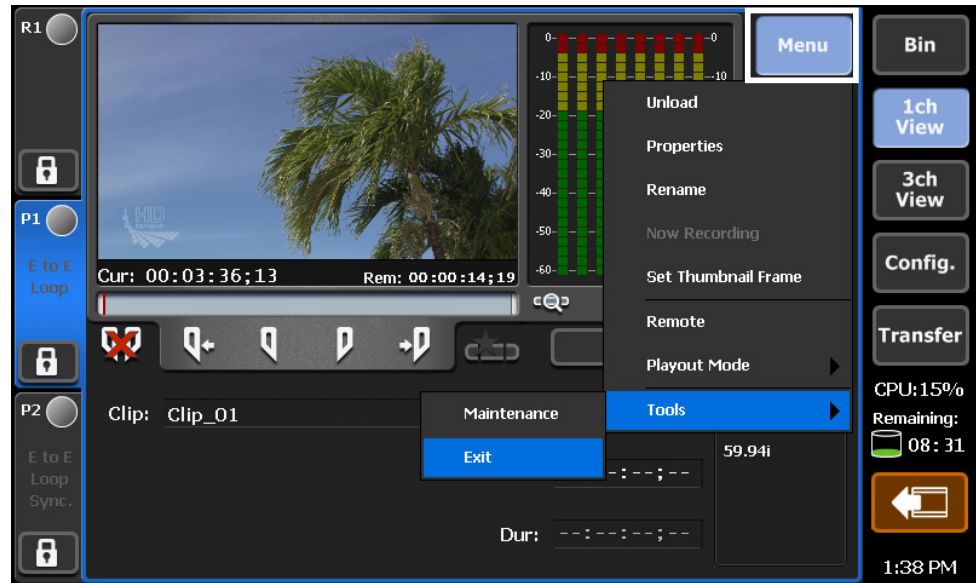 R1
P1
E to E
Loop
P2
E to E
Loop
Sync.
0
0
-10
-10
-20
-30
-40
-50
-60
HD
Cur: 00:03:36;13
Rem: 00:00:14;19
Clip: Clip_01
59.94i
--:--:--;--
Dur: --:--:--;--
Menu
Unload
Properties
Rename
Now Recording
Set Thumbnail Frame
Remote
Playout Mode
Tools
Maintenance
Exit
Bin
1ch
View
3ch
View
Config.
Transfer
CPU:15%
Remaining:
08:31
1:38 PM